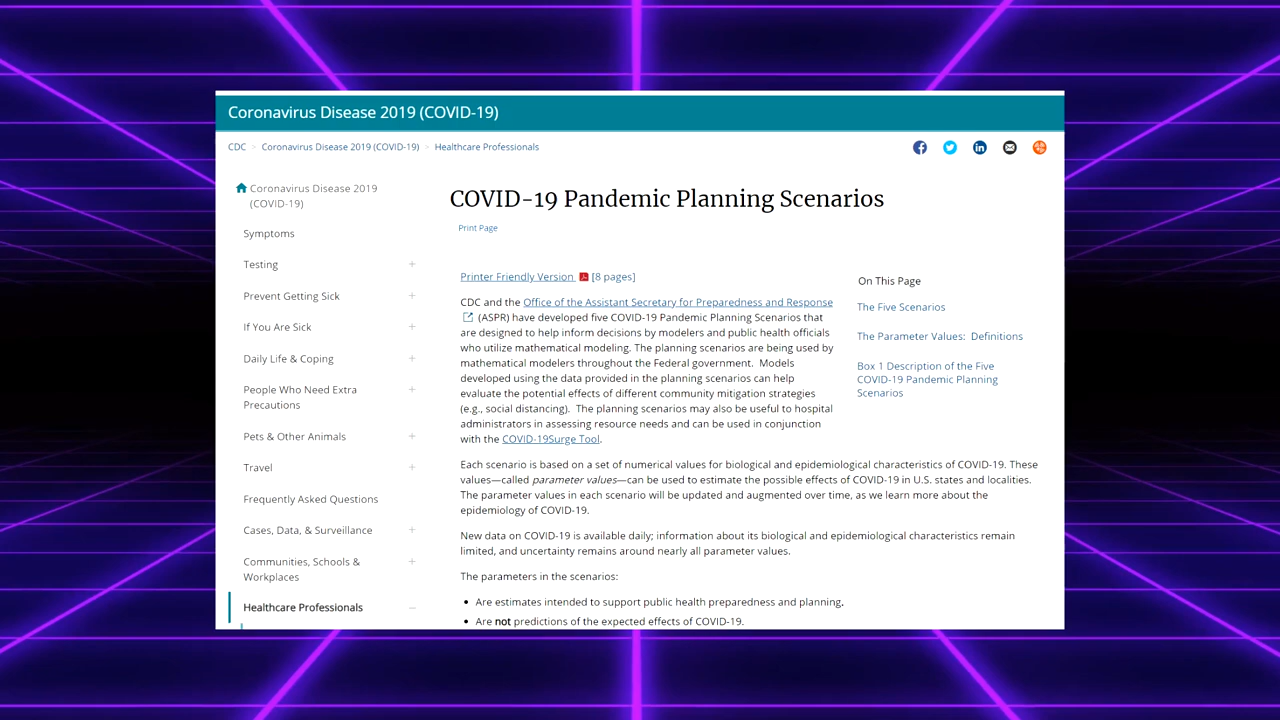 Coronavirus Disease 2019 (COVID-19)
CDC > Coronavirus Disease 2019 (COVID-19) > Healthcare Professionals
Coronavirus Disease 2019
(COVID-19)
Symptoms
Testing
Prevent Getting Sick
If You Are Sick
Daily Life & Coping
People Who Need Extra
Precautions
Pets & Other Animals
Travel
Frequently Asked Questions
Cases, Data, & Surveillance
Communities, Schools &
Workplaces
Healthcare Professionals
COVID-19 Pandemic Planning Scenarios
Print Page
Printer Friendly Version [8 pages]
CDC and the Office of the Assistant Secretary for Preparedness and Response
(ASPR) have developed five COVID-19 Pandemic Planning Scenarios that
are designed to help inform decisions by modelers and public health officials
who utilize mathematical modeling. The planning scenarios are being used by
mathematical modelers throughout the Federal government. Models
developed using the data provided in the planning scenarios can help
evaluate the potential effects of different community mitigation strategies
(e.g., social distancing). The planning scenarios may also be useful to hospital
administrators in assessing resource needs and can be used in conjunction
with the COVID-19Surge Tool.
Each scenario is based on a set of numerical values for biological and epidemiological characteristics of COVID-19. These
values—called parameter values—can be used to estimate the possible effects of COVID-19 in U.S. states and localities.
The parameter values in each scenario will be updated and augmented over time, as we learn more about the
epidemiology of COVID-19.
New data on COVID-19 is available daily; information about its biological and epidemiological characteristics remain
limited, and uncertainty remains around nearly all parameter values.
The parameters in the scenarios:
• Are estimates intended to support public health preparedness and planning.
• Are not predictions of the expected effects of COVID-19.
On This Page
The Five Scenarios
The Parameter Values: Definitions
Box 1 Description of the Five
COVID-19 Pandemic Planning
Scenarios